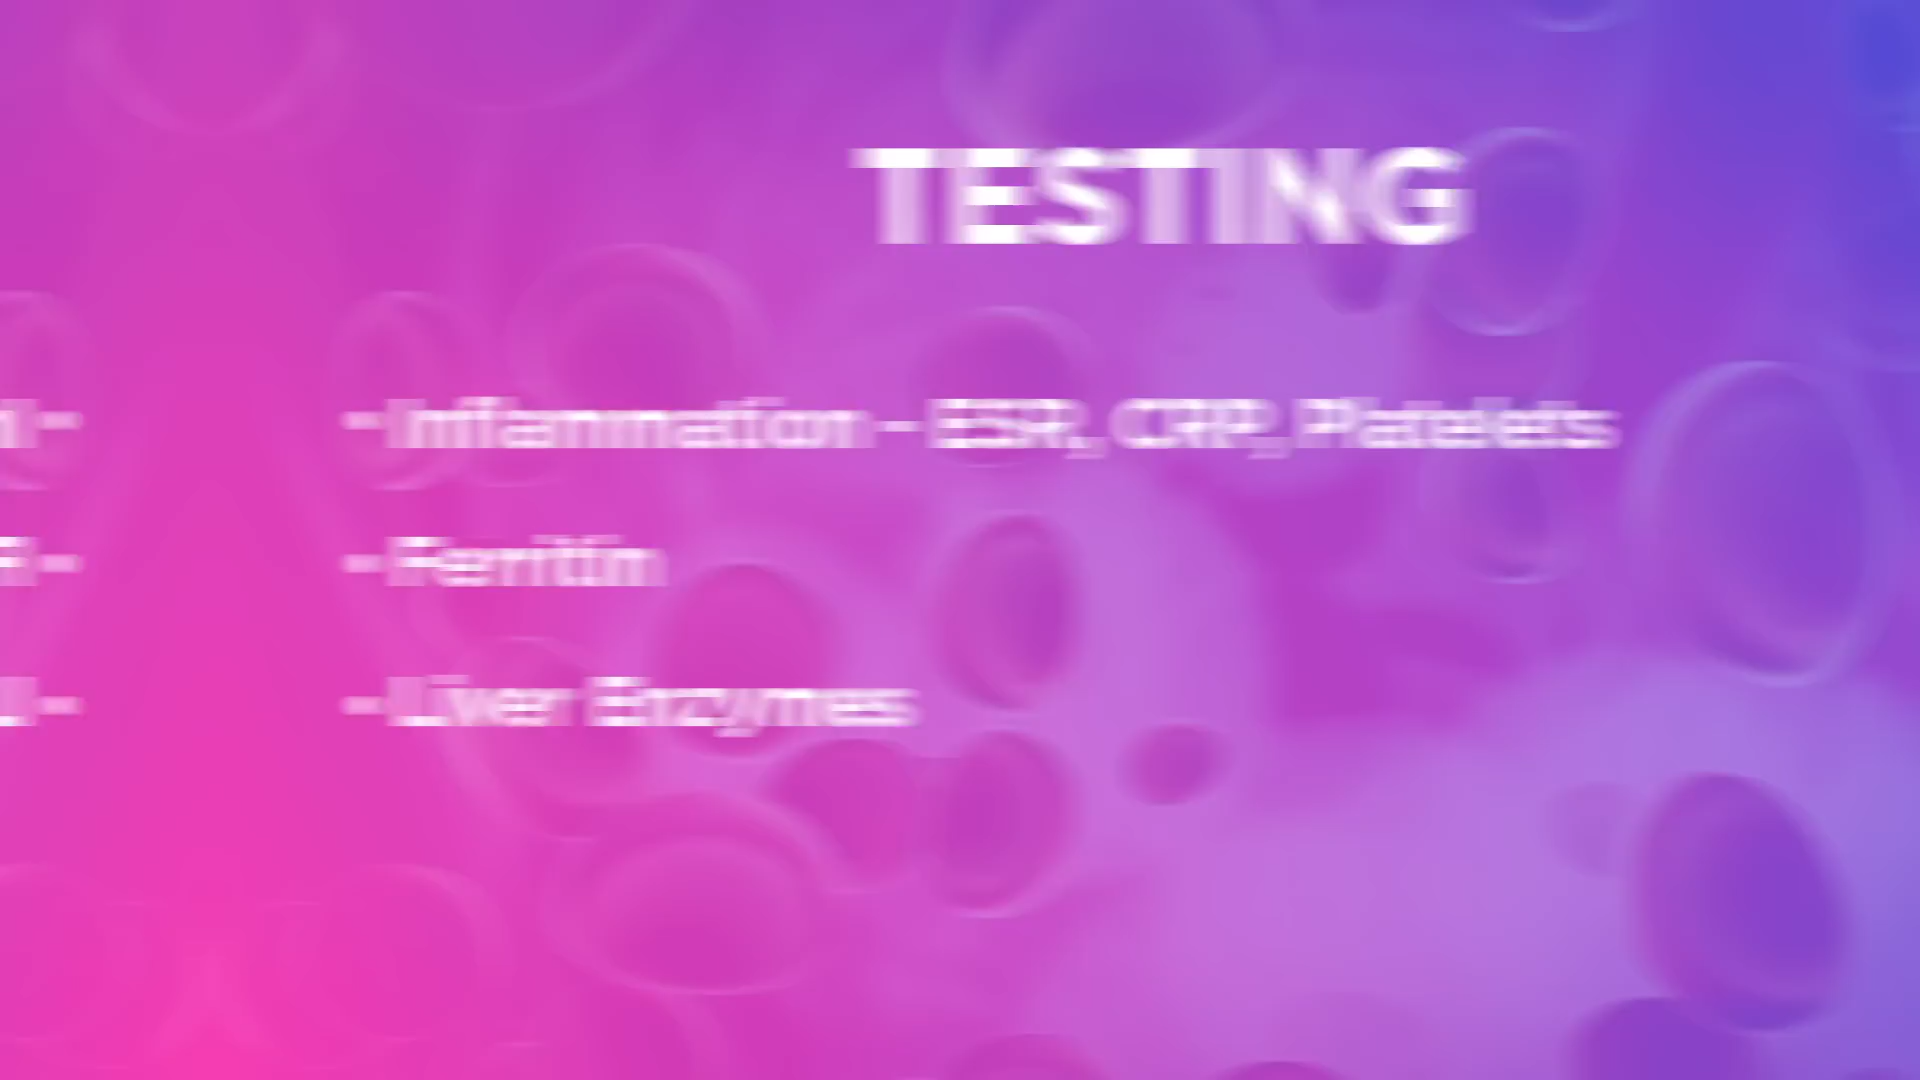 TESTING
- Inflammation - ESR, CRP, Platelets
- Ferritin
- Liver Enzymes